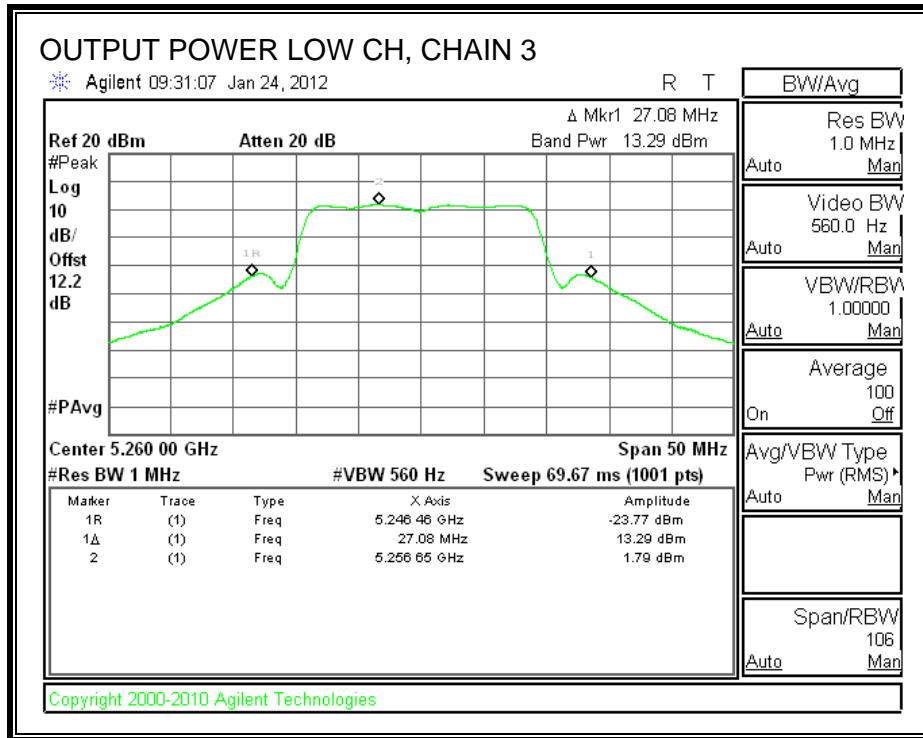 OUTPUT POWER LOW CH, CHAIN 3
Agilent 09:31:07 Jan 24, 2012 R T
Δ Mkr1 27.08 MHz
Ref 20 dBm Atten 20 dB Band Pwr 13.29 dBm
#Peak
Log
10
dB/
Offst
12.2
dB
#PAvg
2
1R
1
Center 5.260 00 GHz Span 50 MHz
#Res BW 1 MHz #VBW 560 Hz Sweep 69.67 ms (1001 pts)
Marker Trace Type X Axis Amplitude
1R (1) Freq 5.246 46 GHz -23.77 dBm
1Δ (1) Freq 27.08 MHz 13.29 dBm
2 (1) Freq 5.256 65 GHz 1.79 dBm
BW/Avg
Res BW
1.0 MHz
Auto Man
Video BW
560.0 Hz
Auto Man
VBW/RBW
1.00000
Auto Man
Average
100
On Off
Avg/VBW Type
Pwr (RMS)
Auto Man
Span/RBW
106
Auto Man
Copyright 2000-2010 Agilent Technologies